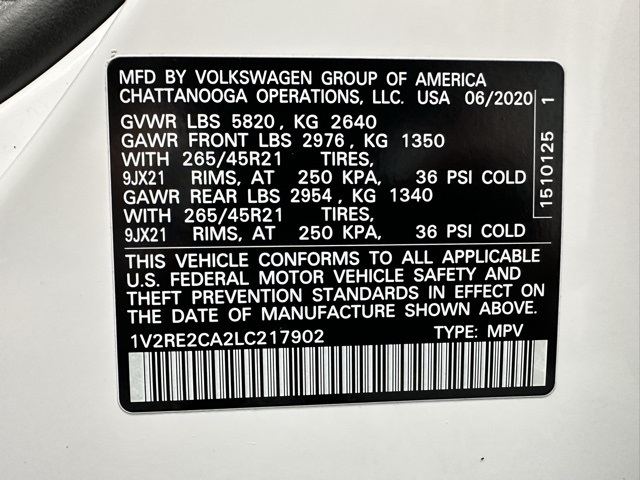 MFD BY VOLKSWAGEN GROUP OF AMERICA
CHATTANOOGA OPERATIONS, LLC. USA 06/2020
GVWR LBS 5820, KG 2640
GAWR FRONT LBS 2976, KG 1350
WITH 265/45R21 TIRES,
9JX21 RIMS, AT 250 KPA, 36 PSI COLD
GAWR REAR LBS 2954, KG 1340
WITH 265/45R21 TIRES,
9JX21 RIMS, AT 250 KPA, 36 PSI COLD
1510125 1
THIS VEHICLE CONFORMS TO ALL APPLICABLE
U.S. FEDERAL MOTOR VEHICLE SAFETY AND
THEFT PREVENTION STANDARDS IN EFFECT ON
THE DATE OF MANUFACTURE SHOWN ABOVE.
1V2RE2CA2LC217902 TYPE: MPV